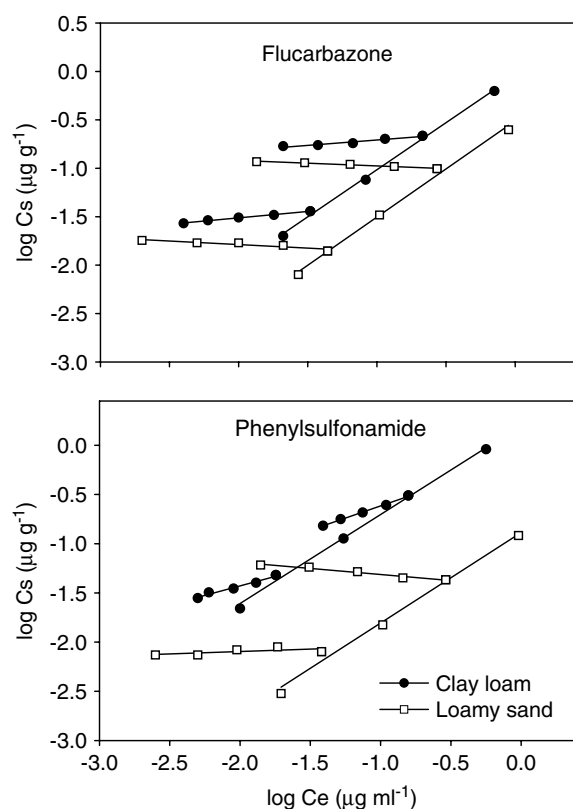 Flucarbazone
0.5
0.0
-0.5
-1.0
-1.5
-2.0
-2.5
-3.0
log Cs (μg g⁻¹)
Phenylsulfonamide
0.0
-0.5
-1.0
-1.5
-2.0
-2.5
-3.0
log Cs (μg g⁻¹)
Clay loam
Loamy sand
-3.0 -2.5 -2.0 -1.5 -1.0 -0.5 0.0
log Ce (μg ml⁻¹)